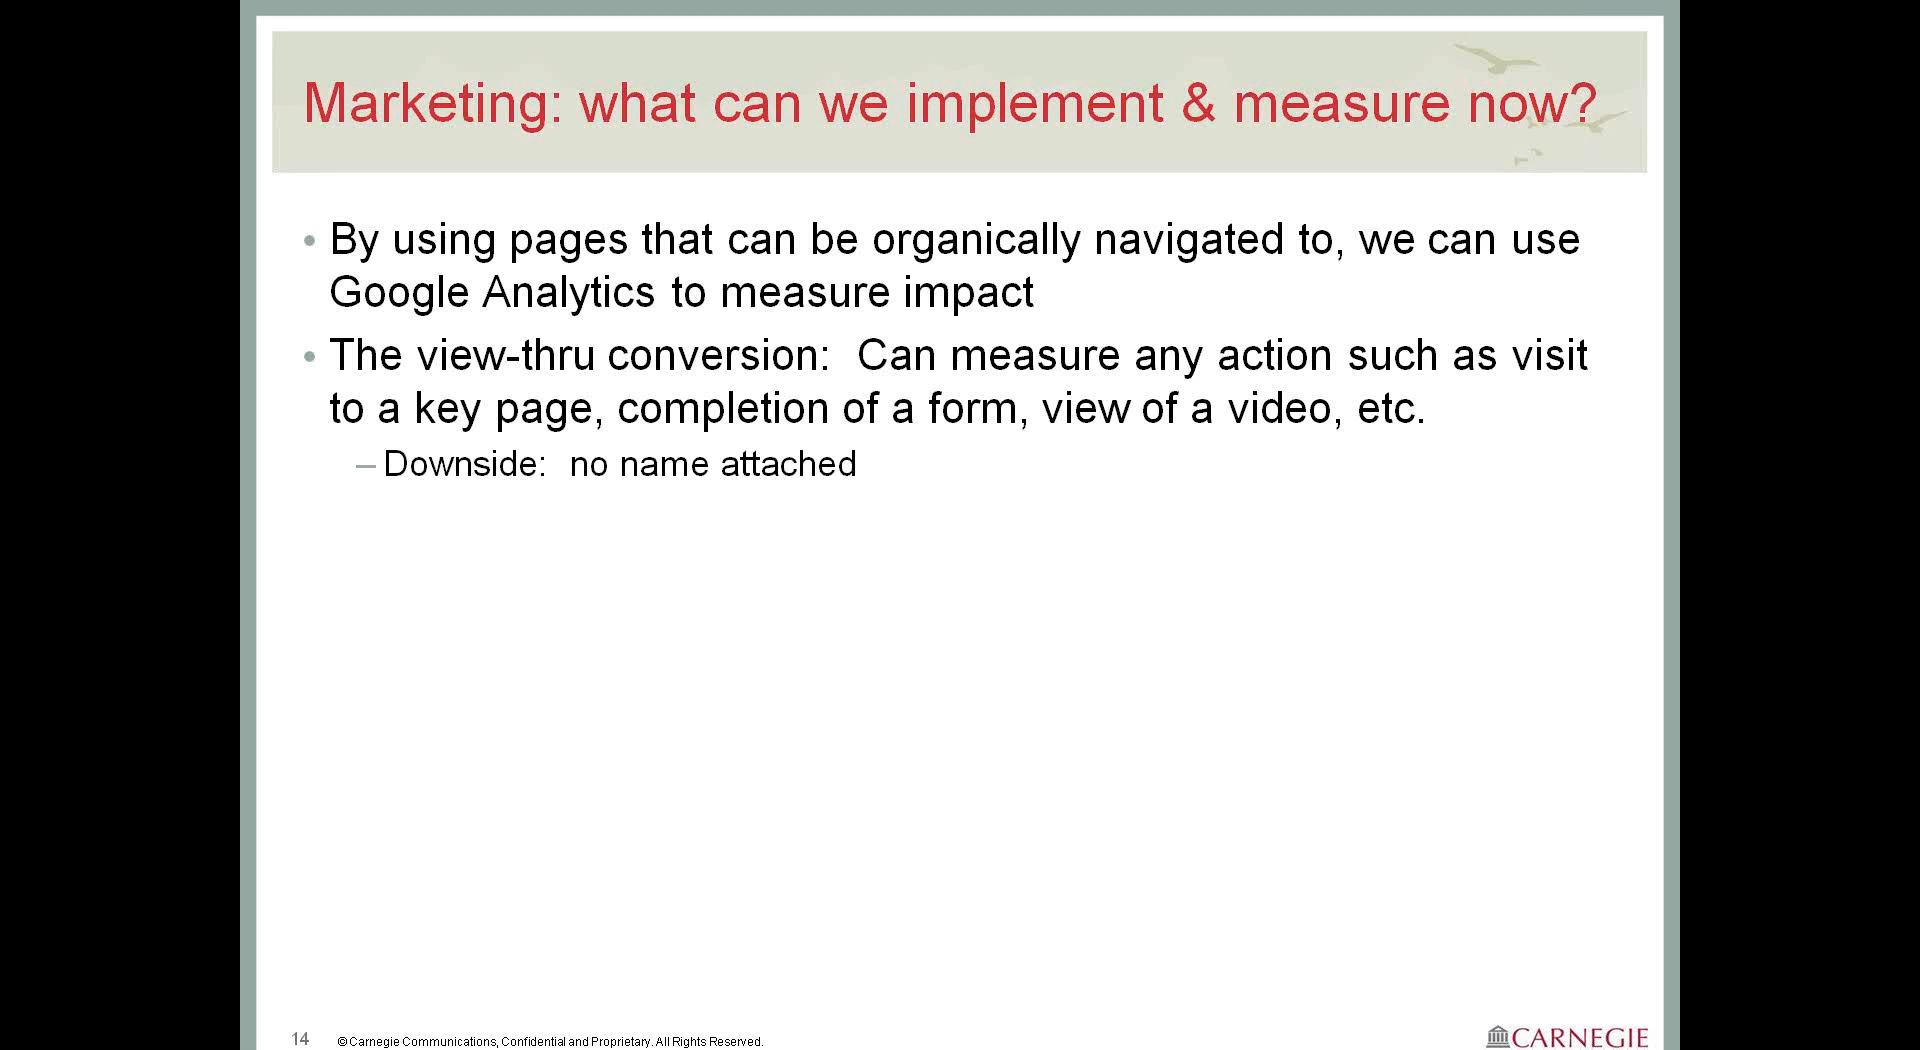 Marketing: what can we implement & measure now?
• By using pages that can be organically navigated to, we can use
Google Analytics to measure impact
• The view-thru conversion:  Can measure any action such as visit
to a key page, completion of a form, view of a video, etc.
– Downside:  no name attached
14
© Carnegie Communications, Confidential and Proprietary. All Rights Reserved.
CARNEGIE